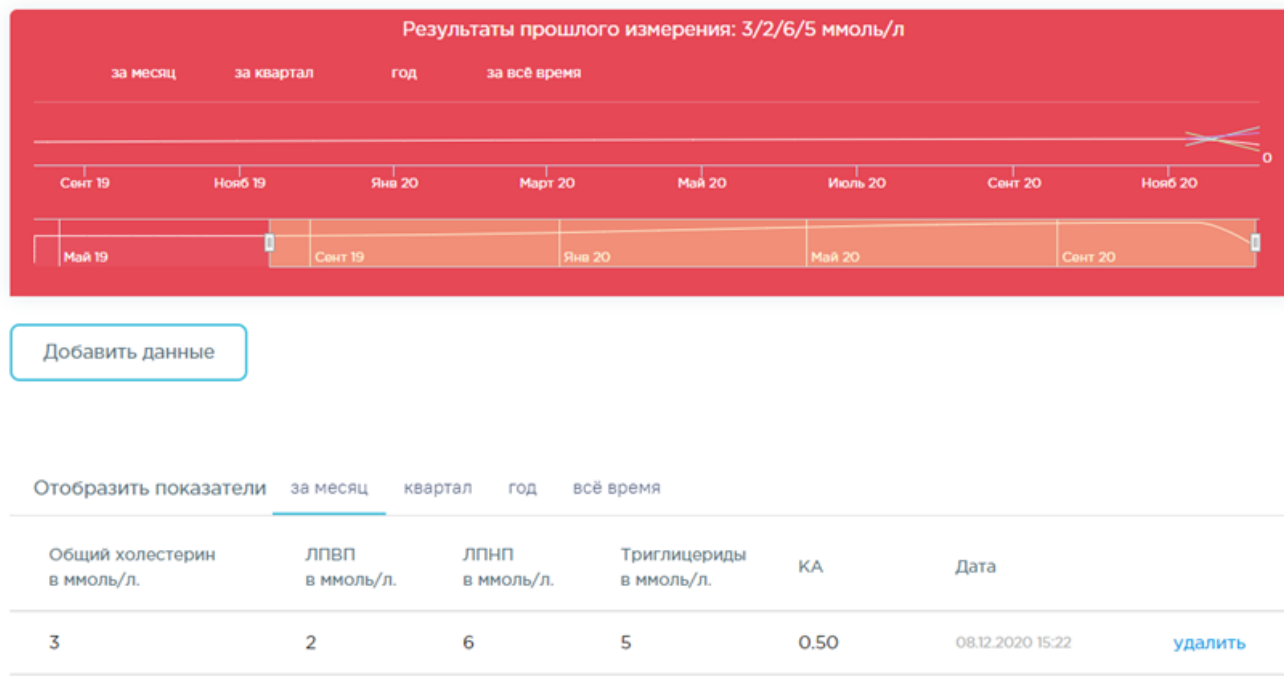 Результаты прошлого измерения: 3/2/6/5 ммоль/л
за месяц за квартал год за всё время
0
Сент 19 Нояб 19 Янв 20 Март 20 Май 20 Июль 20 Сент 20 Нояб 20
Май 19 Сент 19 Янв 20 Май 20 Сент 20
Добавить данные
Отобразить показатели за месяц квартал год всё время
Общий холестерин ЛПВП ЛПНП Триглицериды
в ммоль/л. в ммоль/л. в ммоль/л. в ммоль/л. КА Дата
3 2 6 5 0.50 08.12.2020 15:22 удалить